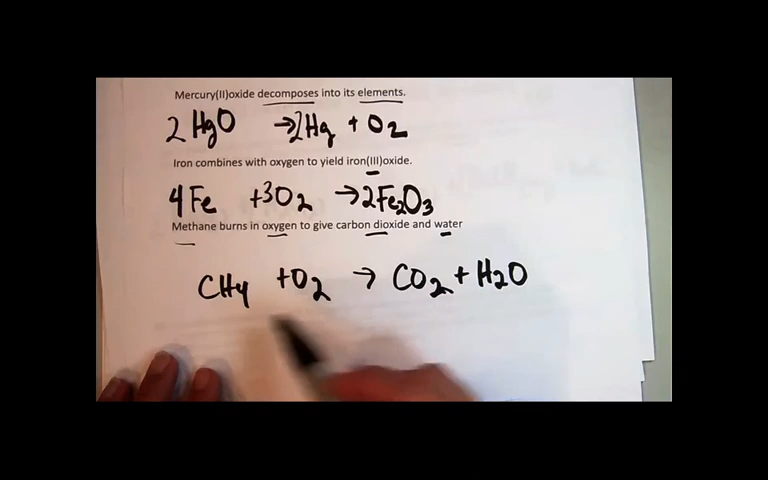 Mercury(II)oxide decomposes into its elements.
2 HgO → 2Hg + O2
Iron combines with oxygen to yield iron(III)oxide.
4Fe +3O2 → 2Fe2O3
Methane burns in oxygen to give carbon dioxide and water
CH4 +O2 → CO2 + H2O